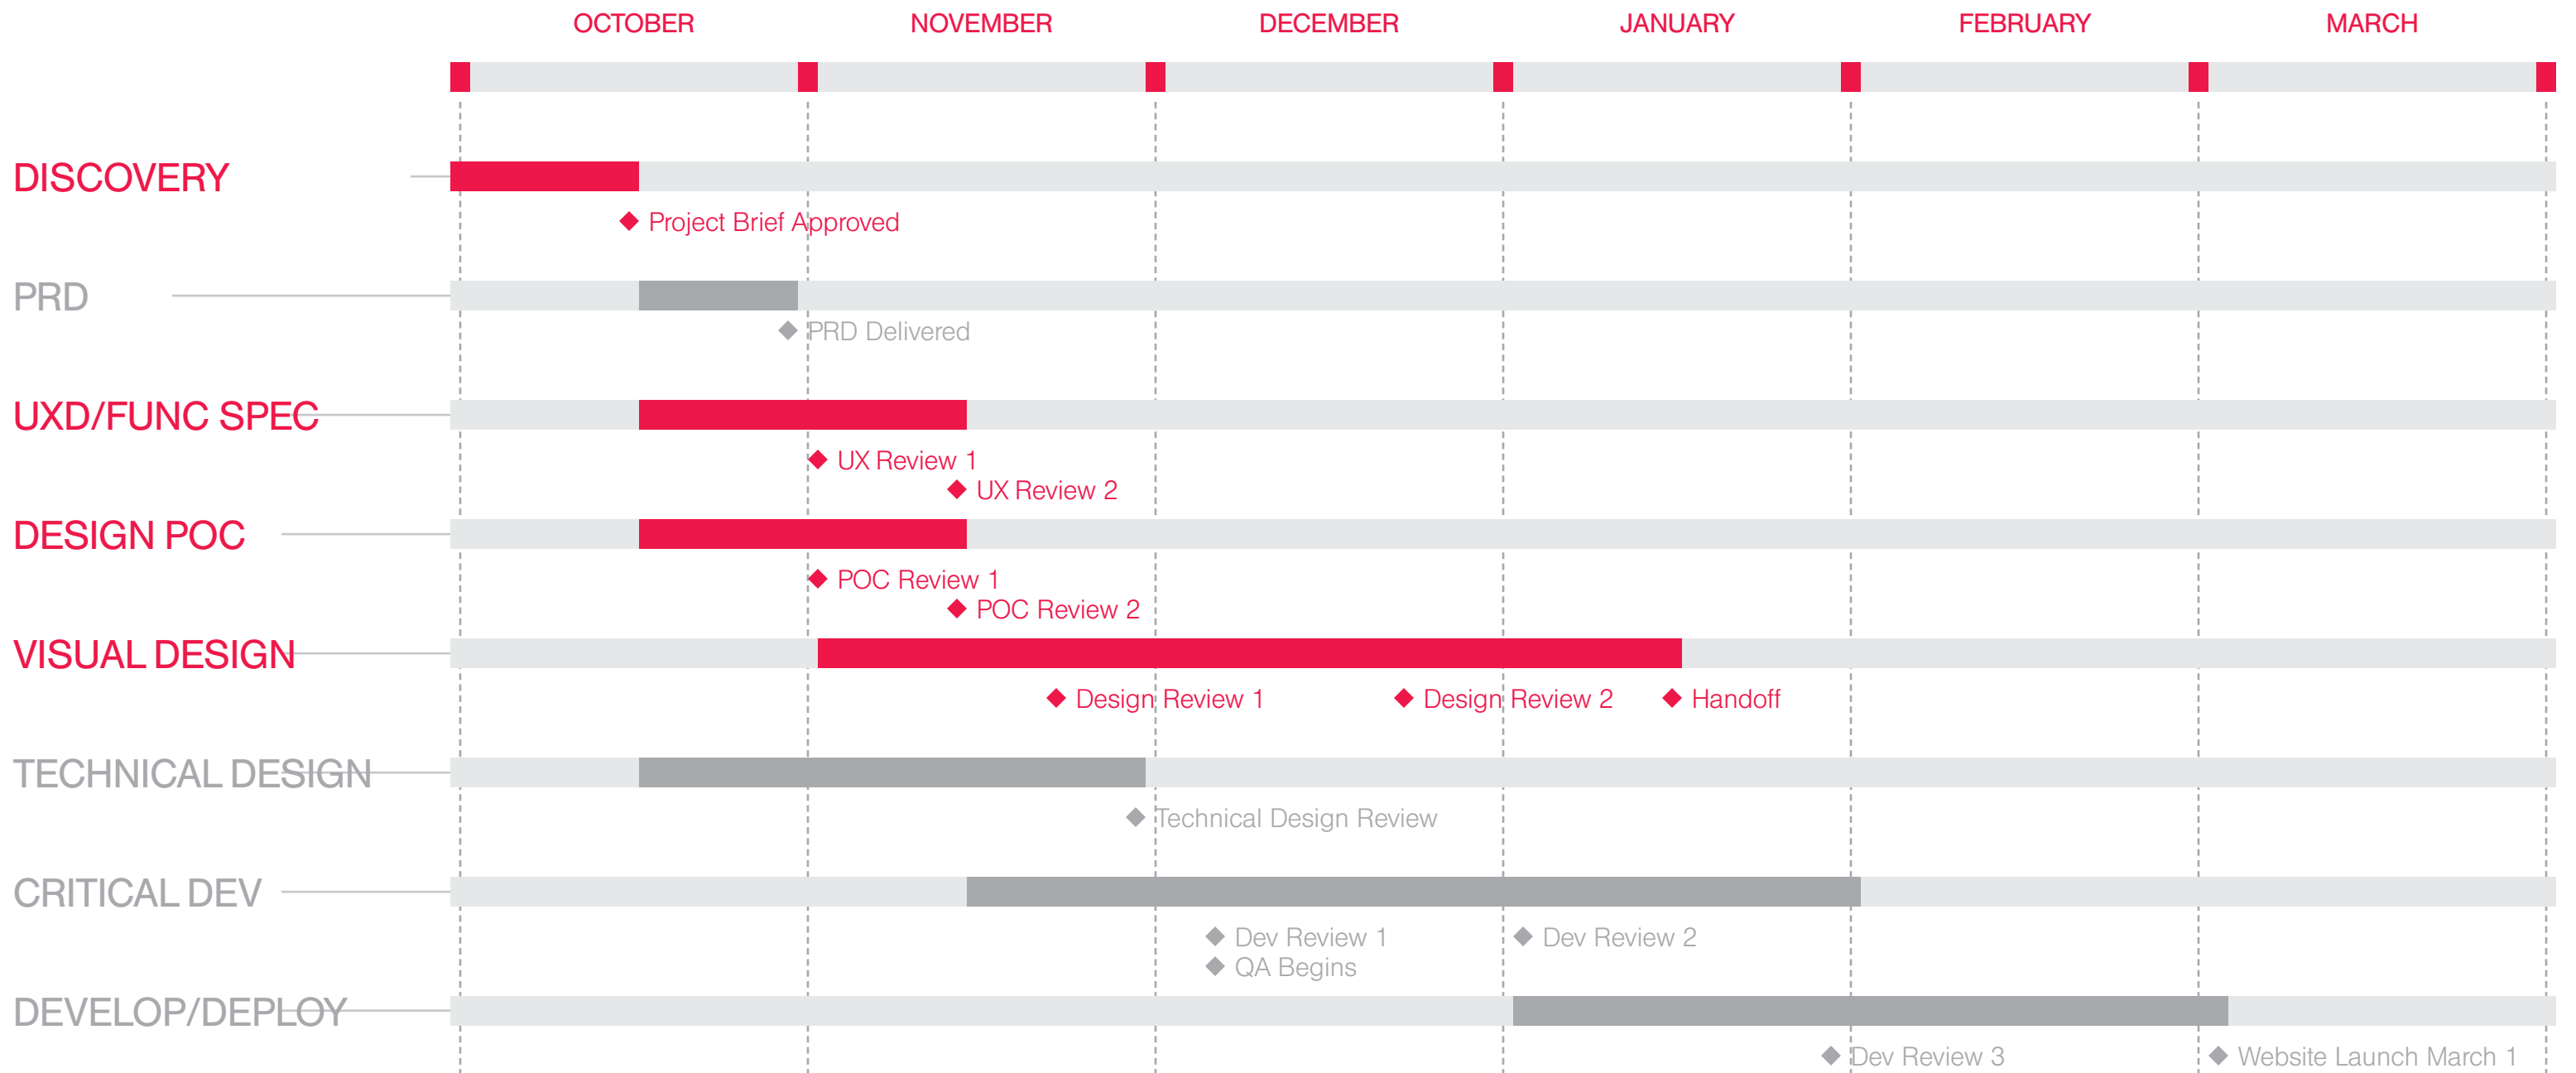 OCTOBER NOVEMBER DECEMBER JANUARY FEBRUARY MARCH
DISCOVERY
Project Brief Approved
PRD
PRD Delivered
UXD/FUNC SPEC
UX Review 1
UX Review 2
DESIGN POC
POC Review 1
POC Review 2
VISUAL DESIGN
Design Review 1 Design Review 2 Handoff
TECHNICAL DESIGN
Technical Design Review
CRITICAL DEV
Dev Review 1 Dev Review 2
QA Begins
DEVELOP/DEPLOY
Dev Review 3 Website Launch March 1